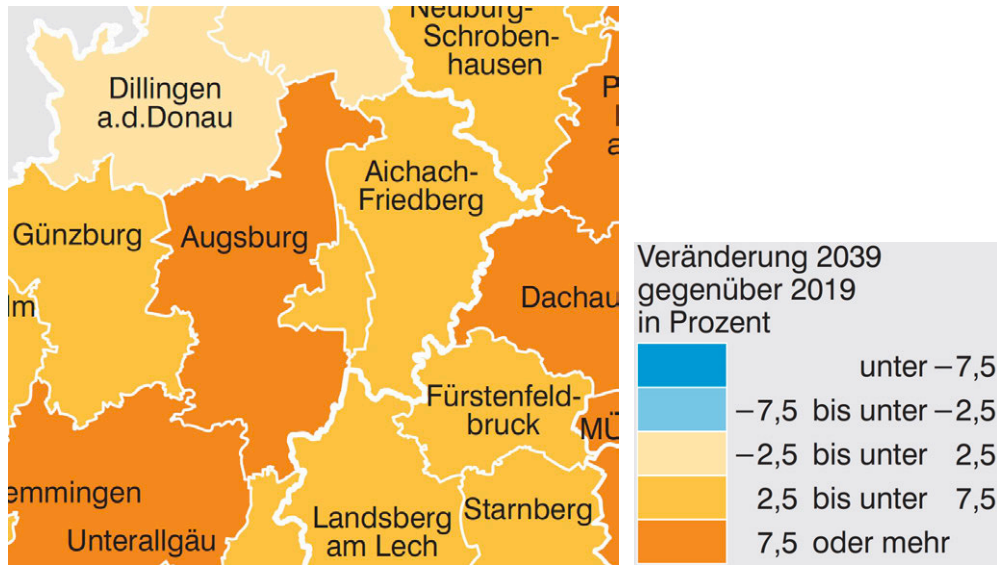 Neuburg-
Schroben-
hausen
Dillingen
a.d.Donau
Aichach-
Friedberg
Günzburg
Augsburg
Dachau
Fürstenfeld-
bruck
Landsberg
am Lech
Starnberg
Unterallgäu
Veränderung 2039
gegenüber 2019
in Prozent
unter −7,5
−7,5 bis unter −2,5
−2,5 bis unter 2,5
2,5 bis unter 7,5
7,5 oder mehr